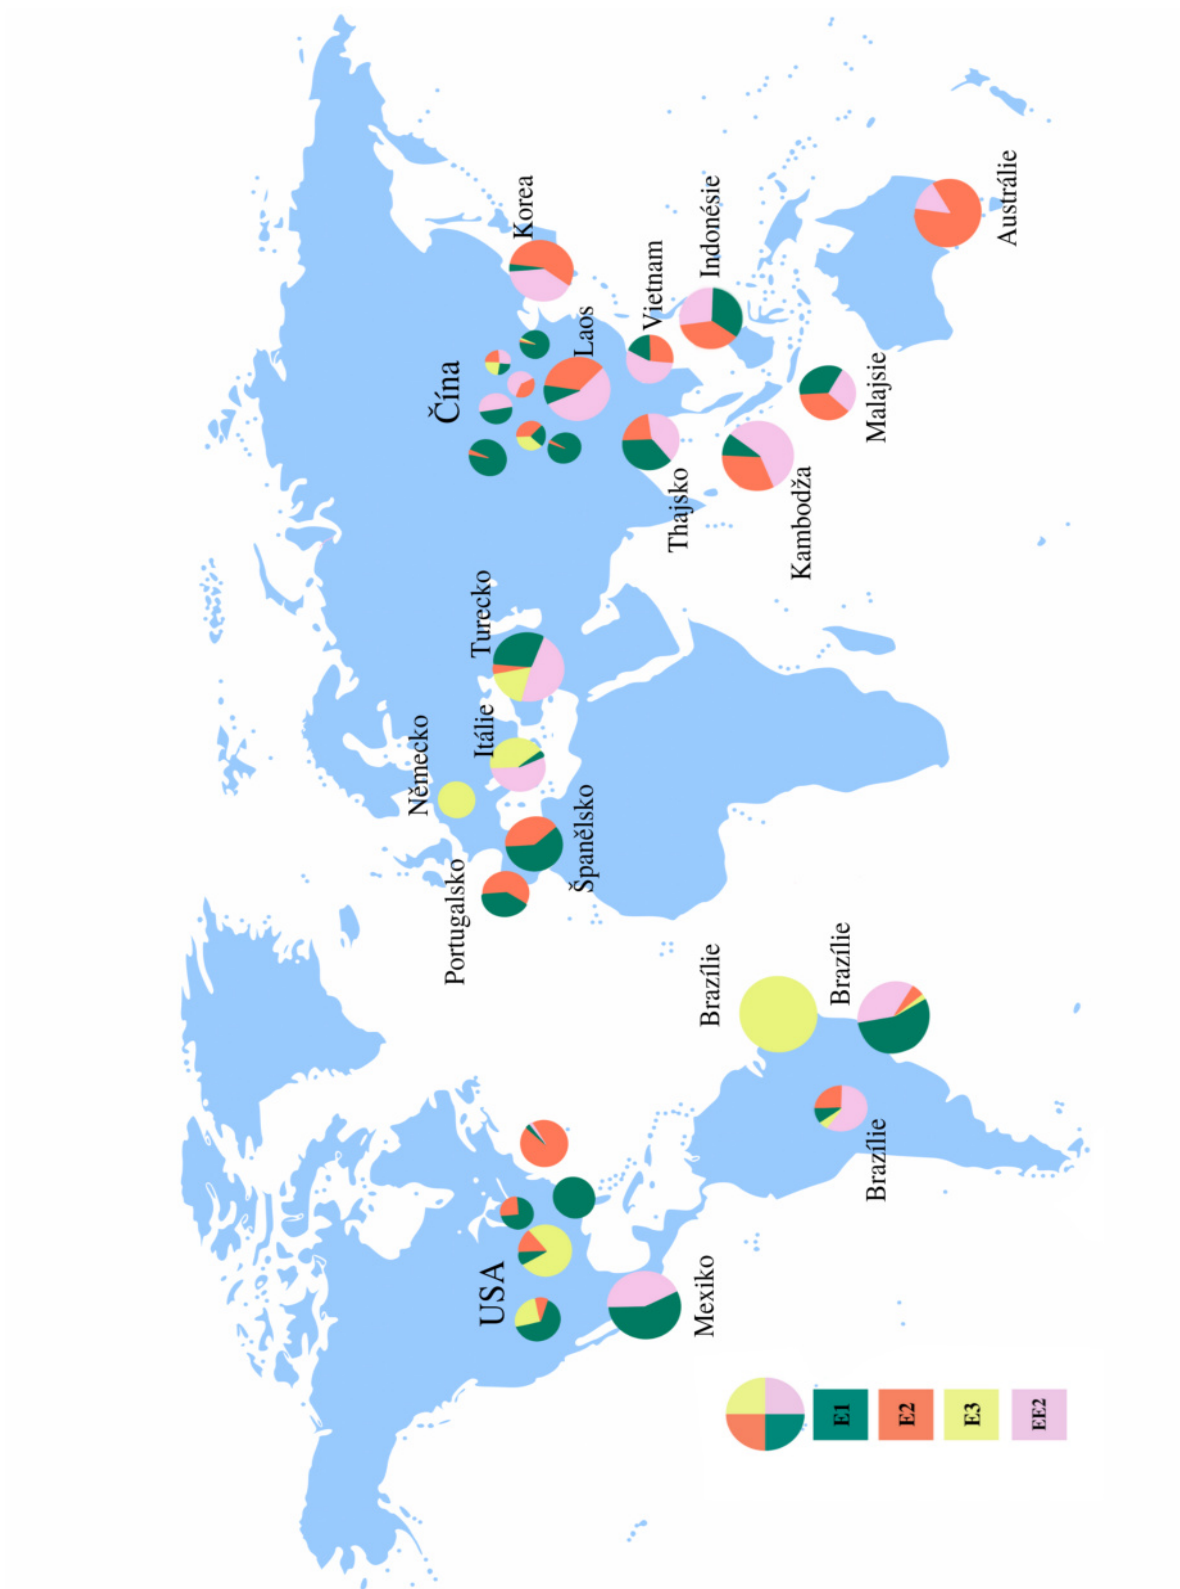 USA
Mexiko
Brazílie
Brazílie
Brazílie
Portugalsko
Španělsko
Německo
Itálie
Turecko
Čína
Korea
Laos
Vietnam
Thajsko
Indonésie
Kambodža
Malajsie
Austrálie
E1
E2
E3
EE2